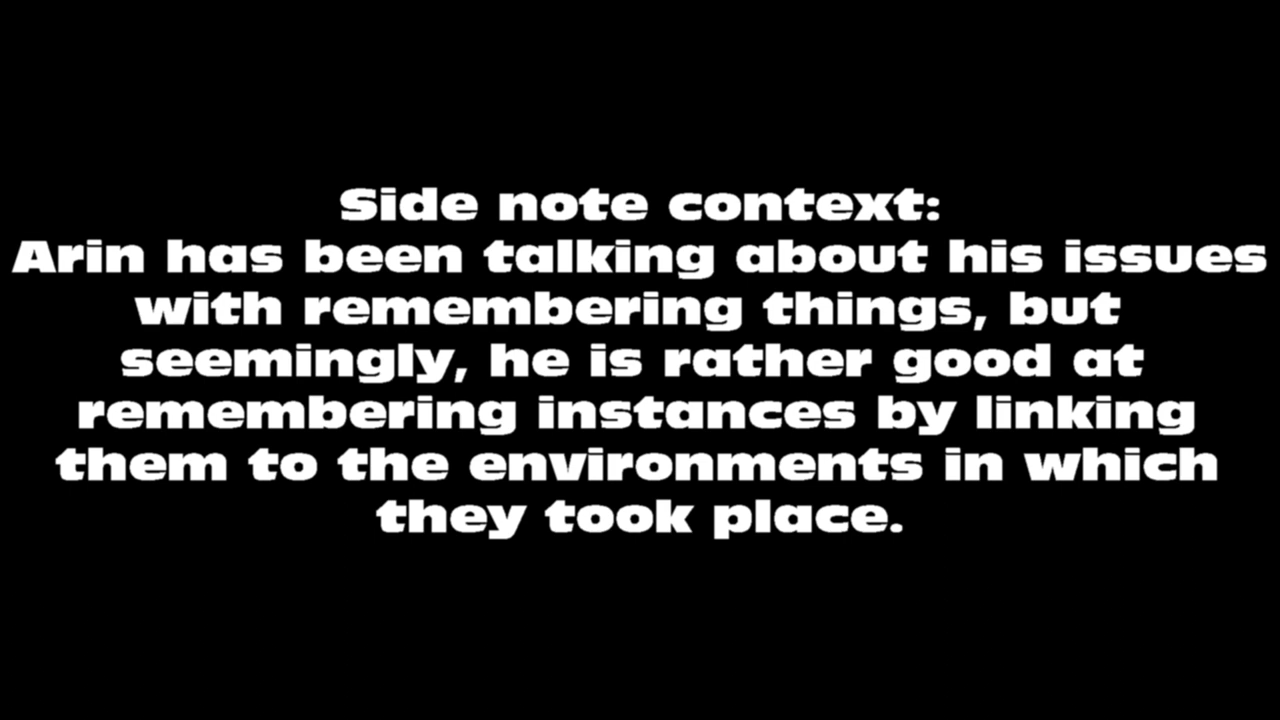 Side note context:
Arin has been talking about his issues
with remembering things, but
seemingly, he is rather good at
remembering instances by linking
them to the environments in which
they took place.